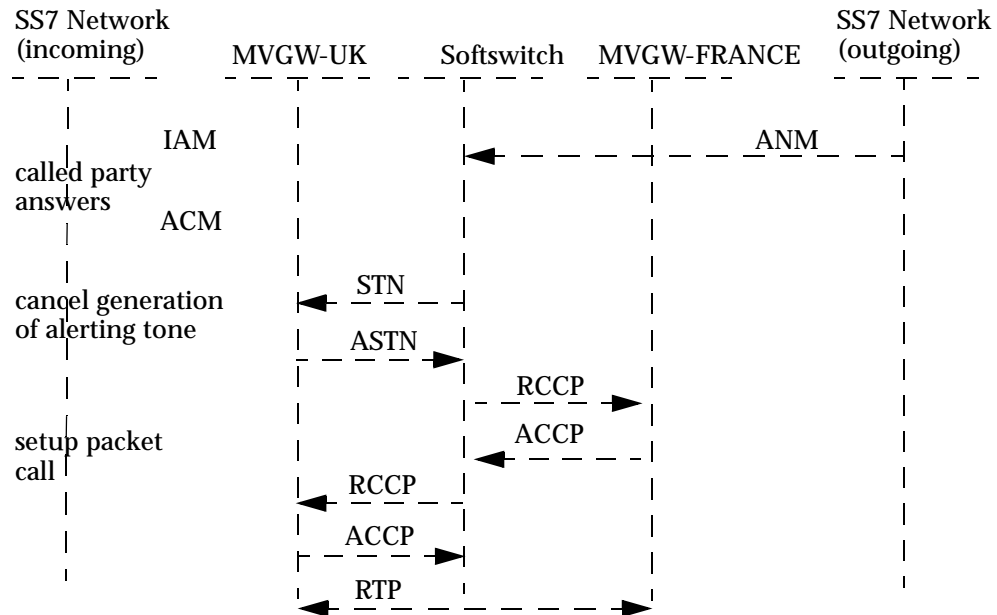 SS7 Network
(incoming)
MVGW-UK
Softswitch
MVGW-FRANCE
SS7 Network
(outgoing)
IAM
ANM
called party
answers
ACM
STN
cancel generation
of alerting tone
ASTN
RCCP
ACCP
setup packet
call
RCCP
ACCP
RTP